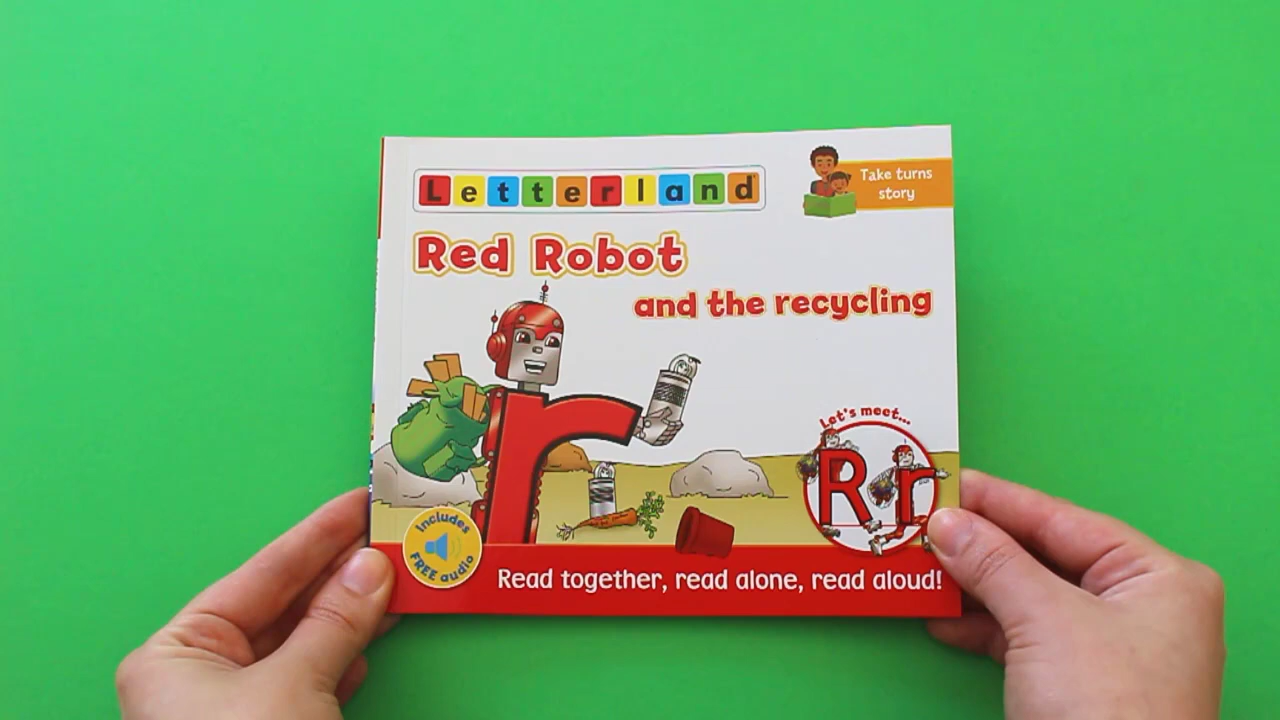 Letterland
Take turns
story
Red Robot
and the recycling
Let's meet...
Rr
Includes
FREE audio
Read together, read alone, read aloud!